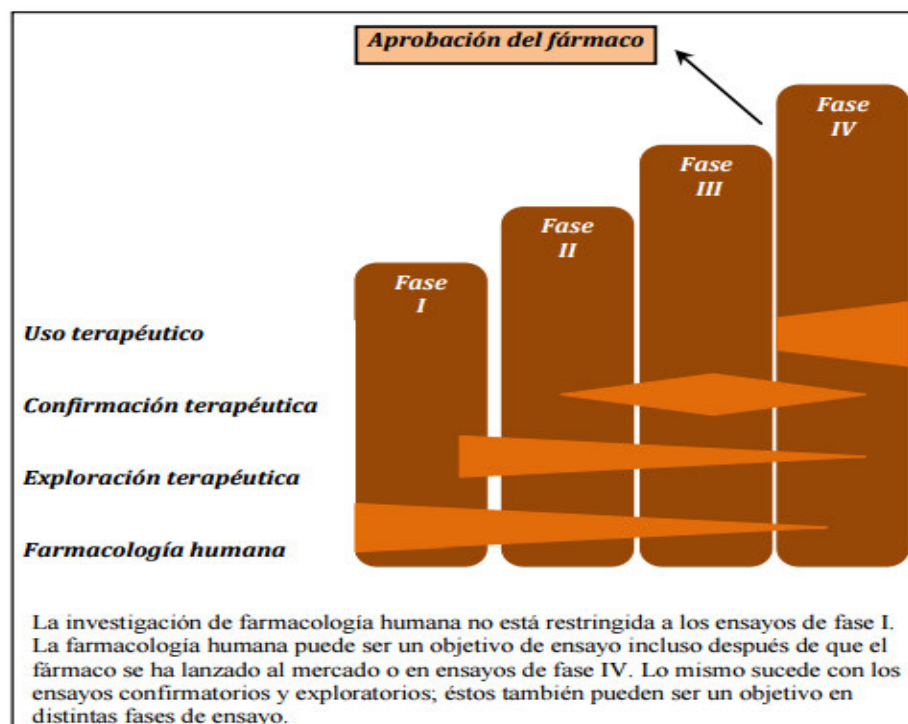 Aprobación del fármaco
Fase
IV
Fase
III
Fase
II
Fase
I
Uso terapéutico
Confirmación terapéutica
Exploración terapéutica
Farmacología humana
La investigación de farmacología humana no está restringida a los ensayos de fase I.
La farmacología humana puede ser un objetivo de ensayo incluso después de que el
fármaco se ha lanzado al mercado o en ensayos de fase IV. Lo mismo sucede con los
ensayos confirmatorios y exploratorios; éstos también pueden ser un objetivo en
distintas fases de ensayo.